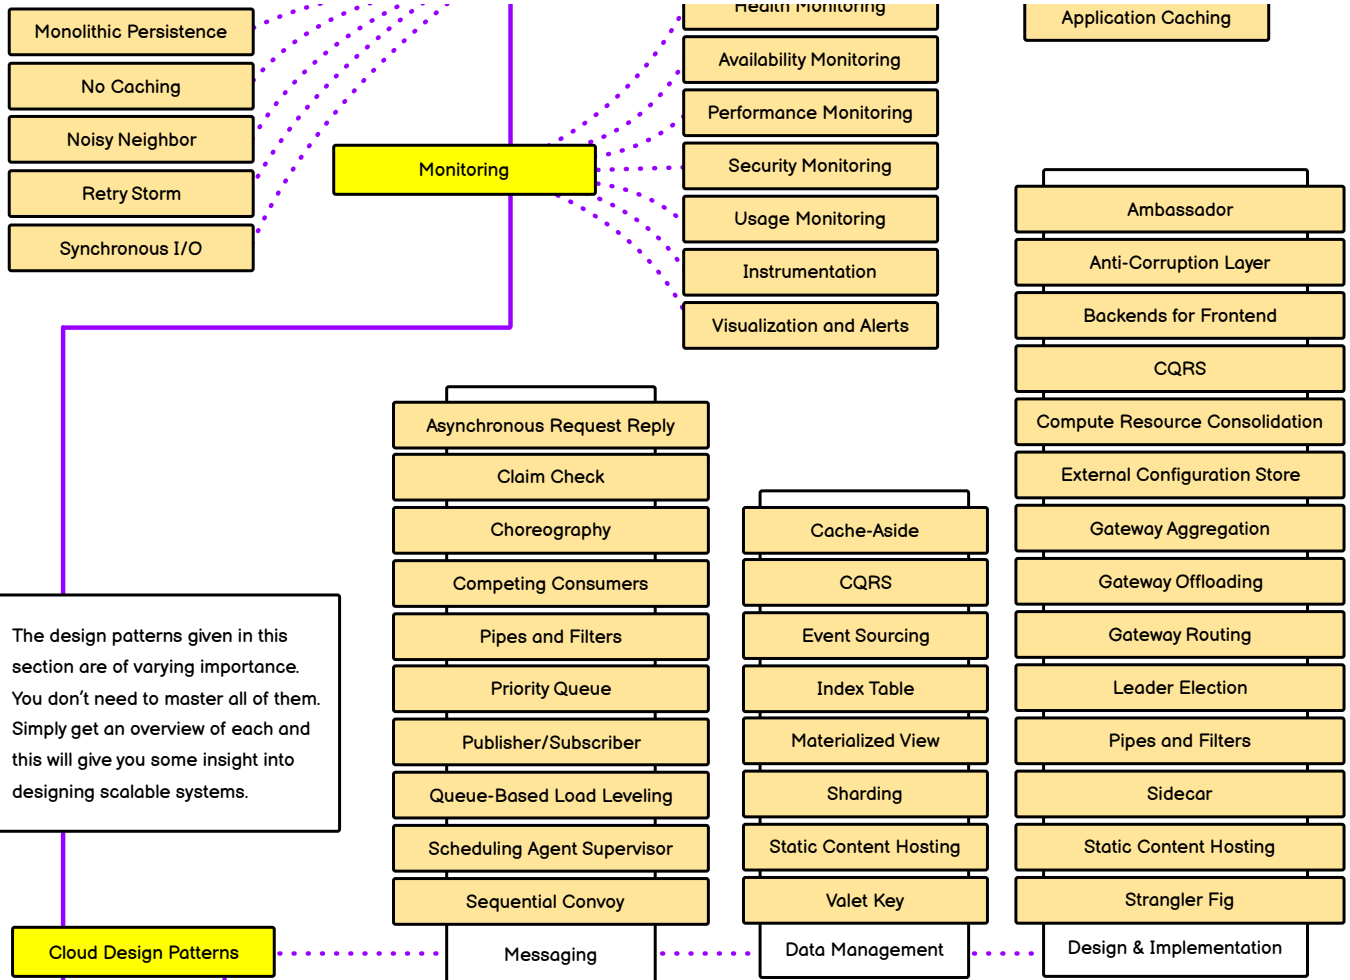 Monolithic Persistence
No Caching
Noisy Neighbor
Retry Storm
Synchronous I/O
Monitoring
Health Monitoring
Availability Monitoring
Performance Monitoring
Security Monitoring
Usage Monitoring
Instrumentation
Visualization and Alerts
Application Caching
The design patterns given in this
section are of varying importance.
You don't need to master all of them.
Simply get an overview of each and
this will give you some insight into
designing scalable systems.
Cloud Design Patterns
Asynchronous Request Reply
Claim Check
Choreography
Competing Consumers
Pipes and Filters
Priority Queue
Publisher/Subscriber
Queue-Based Load Leveling
Scheduling Agent Supervisor
Sequential Convoy
Messaging
Cache-Aside
CQRS
Event Sourcing
Index Table
Materialized View
Sharding
Static Content Hosting
Valet Key
Data Management
Ambassador
Anti-Corruption Layer
Backends for Frontend
CQRS
Compute Resource Consolidation
External Configuration Store
Gateway Aggregation
Gateway Offloading
Gateway Routing
Leader Election
Pipes and Filters
Sidecar
Static Content Hosting
Strangler Fig
Design & Implementation